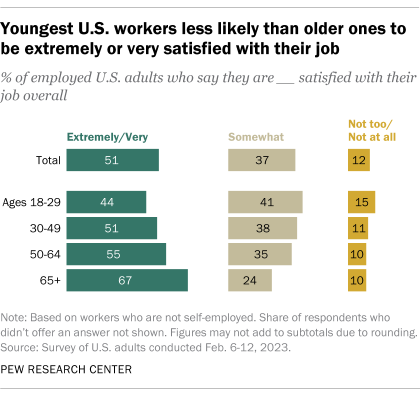 Youngest U.S. workers less likely than older ones to
be extremely or very satisfied with their job
% of employed U.S. adults who say they are __ satisfied with their
job overall
Extremely/Very Somewhat Not too/
Not at all
Total 51 37 12
Ages 18-29 44 41 15
30-49 51 38 11
50-64 55 35 10
65+ 67 24 10
Note: Based on workers who are not self-employed. Share of respondents who
didn't offer an answer not shown. Figures may not add to subtotals due to rounding.
Source: Survey of U.S. adults conducted Feb. 6-12, 2023.
PEW RESEARCH CENTER